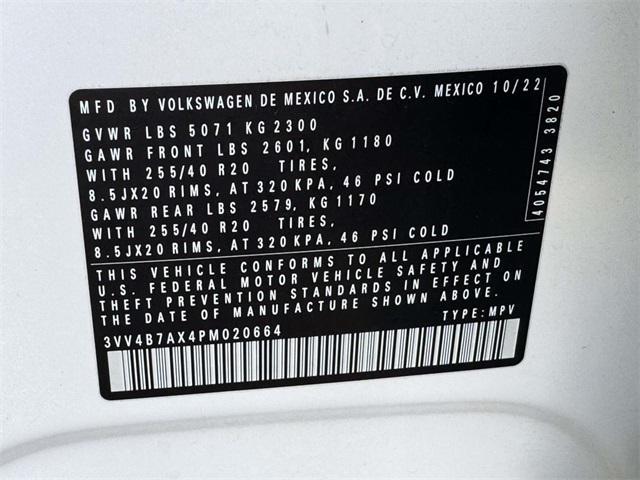 MFD BY VOLKSWAGEN DE MEXICO S.A. DE C.V. MEXICO 10/22
GVWR LBS 5071 KG 2300
GAWR FRONT LBS 2601, KG 1180
WITH 255/40 R20 TIRES,
8.5JX20 RIMS, AT 320 KPA, 46 PSI COLD
GAWR REAR LBS 2579, KG 1170
WITH 255/40 R20 TIRES,
8.5JX20 RIMS, AT 320 KPA, 46 PSI COLD
THIS VEHICLE CONFORMS TO ALL APPLICABLE
U.S. FEDERAL MOTOR VEHICLE SAFETY AND
THEFT PREVENTION STANDARDS IN EFFECT ON
THE DATE OF MANUFACTURE SHOWN ABOVE.
TYPE: MPV
3VV4B7AX4PM020664
4054743 3820